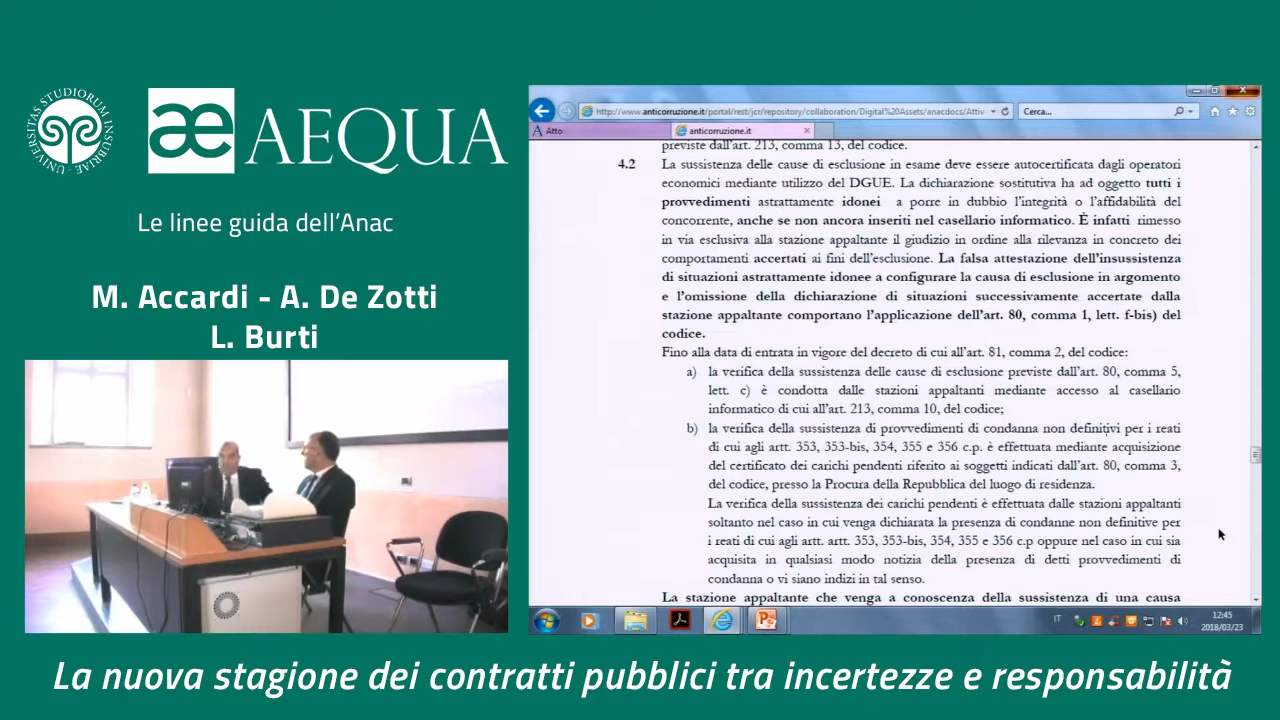 UNIVERSITAS STUDIORUM INSUBRIAE
æ AEQUA
Le linee guida dell'Anac
M. Accardi - A. De Zotti
L. Burti
http://www.anticorruzione.it/portal/rest/jcr/repository/collaboration/Digital%20Assets/anacdocs/Attiv
Cerca...
Atto
anticorruzione.it
previste dall'art. 213, comma 13, del codice.
4.2 La sussistenza delle cause di esclusione in esame deve essere autocertificata dagli operatori
economici mediante utilizzo del DGUE. La dichiarazione sostitutiva ha ad oggetto tutti i
provvedimenti astrattamente idonei a porre in dubbio l'integrità o l'affidabilità del
concorrente, anche se non ancora inseriti nel casellario informatico. È infatti rimesso
in via esclusiva alla stazione appaltante il giudizio in ordine alla rilevanza in concreto dei
comportamenti accertati ai fini dell'esclusione. La falsa attestazione dell'insussistenza
di situazioni astrattamente idonee a configurare la causa di esclusione in argomento
e l'omissione della dichiarazione di situazioni successivamente accertate dalla
stazione appaltante comportano l'applicazione dell'art. 80, comma 1, lett. f-bis) del
codice.
Fino alla data di entrata in vigore del decreto di cui all'art. 81, comma 2, del codice:
a) la verifica della sussistenza delle cause di esclusione previste dall'art. 80, comma 5,
lett. c) è condotta dalle stazioni appaltanti mediante accesso al casellario
informatico di cui all'art. 213, comma 10, del codice;
b) la verifica della sussistenza di provvedimenti di condanna non definitivi per i reati
di cui agli artt. 353, 353-bis, 354, 355 e 356 c.p. è effettuata mediante acquisizione
del certificato dei carichi pendenti riferito ai soggetti indicati dall'art. 80, comma 3,
del codice, presso la Procura della Repubblica del luogo di residenza.
La verifica della sussistenza dei carichi pendenti è effettuata dalle stazioni appaltanti
soltanto nel caso in cui venga dichiarata la presenza di condanne non definitive per
i reati di cui agli artt. artt. 353, 353-bis, 354, 355 e 356 c.p oppure nel caso in cui sia
acquisita in qualsiasi modo notizia della presenza di detti provvedimenti di
condanna o vi siano indizi in tal senso.
La stazione appaltante che venga a conoscenza della sussistenza di una causa
IT
12:45
2018/03/23
La nuova stagione dei contratti pubblici tra incertezze e responsabilità